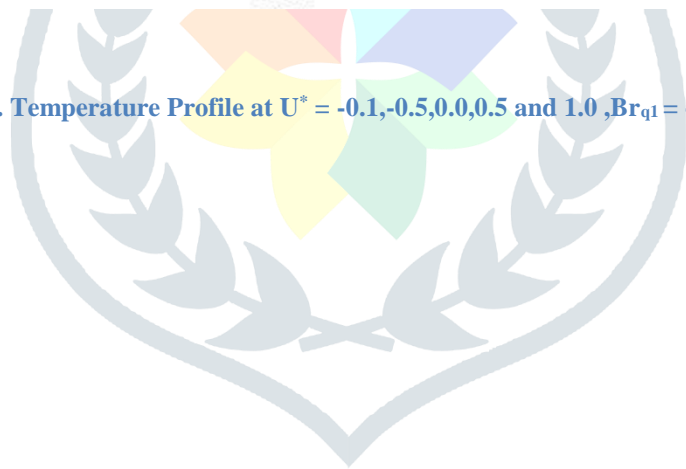 . Temperature Profile at U* = -0.1,-0.5,0.0,0.5 and 1.0 ,Brq1 =